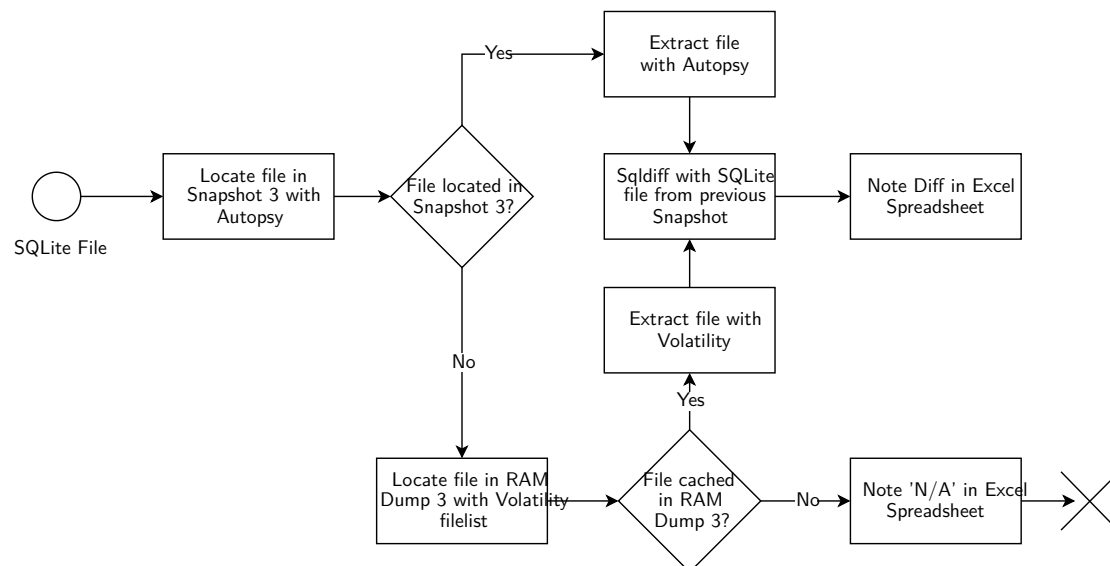 Yes
Extract file
with Autopsy
Locate file in
Snapshot 3 with
Autopsy
File located in
Snapshot 3?
Sqldiff with SQLite
file from previous
Snapshot
Note Diff in Excel
Spreadsheet
SQLite File
Extract file with
Volatility
No
Yes
Locate file in RAM
Dump 3 with Volatility
filelist
File cached
in RAM
Dump 3?
No
Note 'N/A' in Excel
Spreadsheet